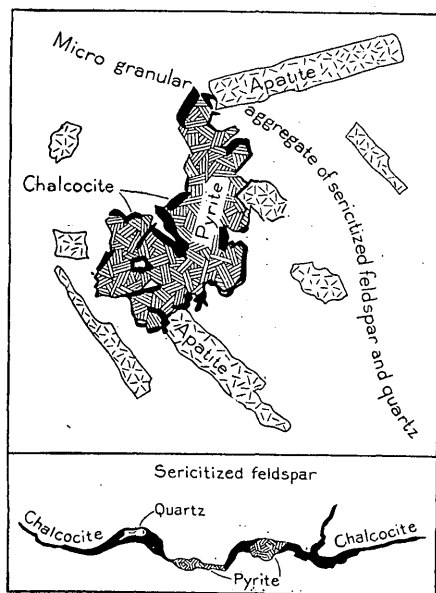 Micro granular
aggregate of sericitized feldspar and quartz
Apatite
Chalcocite
Pyrite
Apatite
Sericitized feldspar
Quartz
Chalcocite
Chalcocite
Pyrite